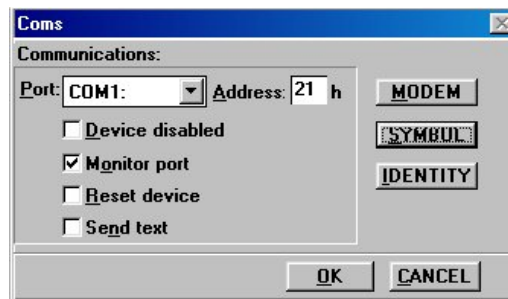 Coms
Communications:
Port: COM1: Address: 21 h
Device disabled
Monitor port
Reset device
Send text
MODEM
SYMBUL
IDENTITY
OK CANCEL